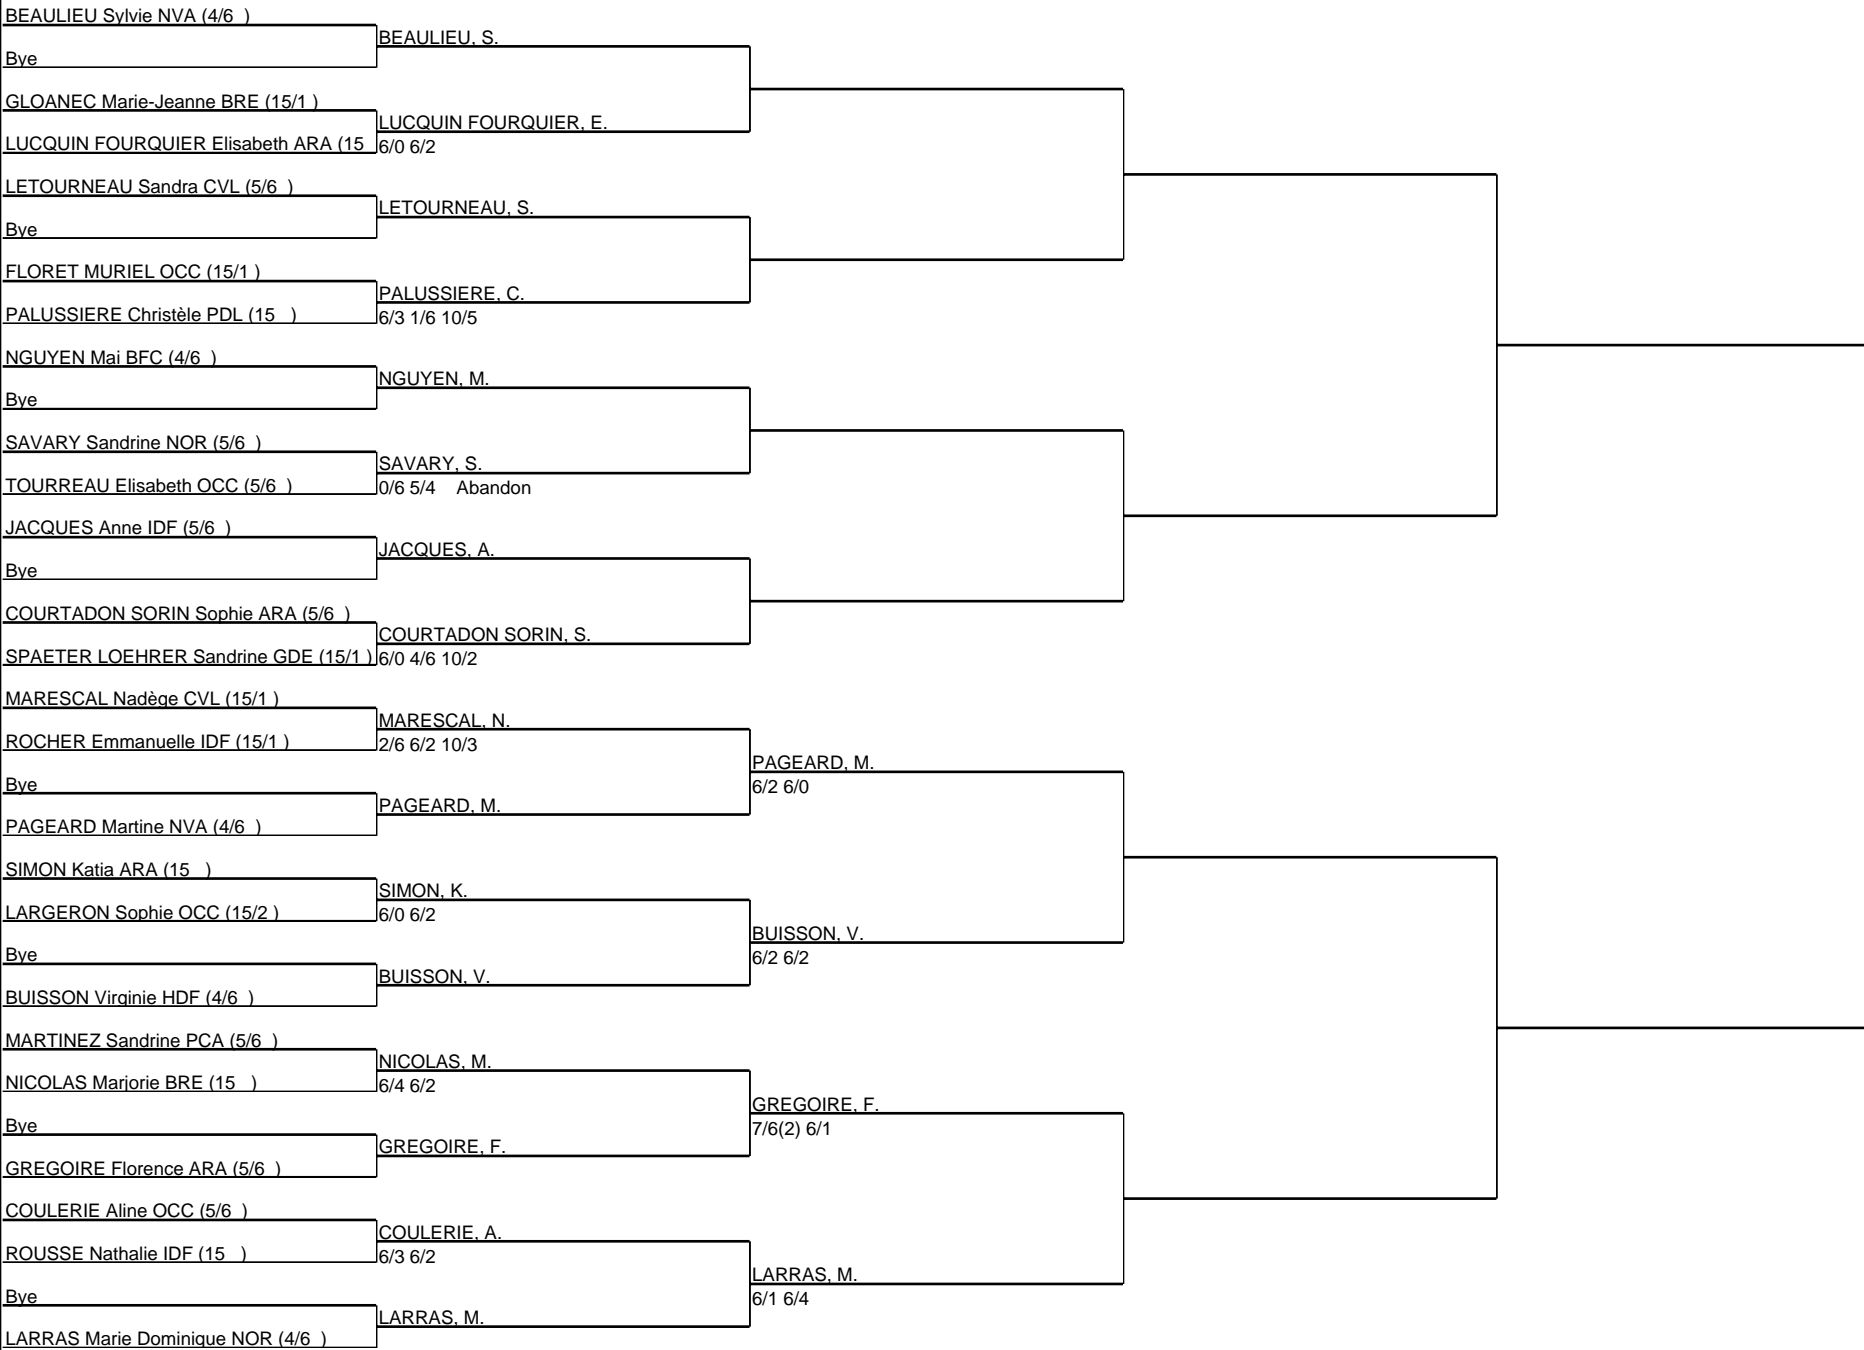 BEAULIEU Sylvie NVA (4/6 )
BEAULIEU, S.
Bye
GLOANEC Marie-Jeanne BRE (15/1 )
LUCQUIN FOURQUIER, E.
LUCQUIN FOURQUIER Elisabeth ARA (15
6/0 6/2
LETOURNEAU Sandra CVL (5/6 )
LETOURNEAU, S.
Bye
FLORET MURIEL OCC (15/1 )
PALUSSIERE, C.
PALUSSIERE Christèle PDL (15 )
6/3 1/6 10/5
NGUYEN Mai BFC (4/6 )
NGUYEN, M.
Bye
SAVARY Sandrine NOR (5/6 )
SAVARY, S.
TOURREAU Elisabeth OCC (5/6 )
0/6 5/4 Abandon
JACQUES Anne IDF (5/6 )
JACQUES, A.
Bye
COURTADON SORIN Sophie ARA (5/6 )
COURTADON SORIN, S.
SPAETER LOEHRER Sandrine GDE (15/1 )
6/0 4/6 10/2
MARESCAL Nadège CVL (15/1 )
MARESCAL, N.
ROCHER Emmanuelle IDF (15/1 )
2/6 6/2 10/3
PAGEARD, M.
6/2 6/0
Bye
PAGEARD, M.
PAGEARD Martine NVA (4/6 )
SIMON Katia ARA (15 )
SIMON, K.
LARGERON Sophie OCC (15/2 )
6/0 6/2
BUISSON, V.
6/2 6/2
Bye
BUISSON, V.
BUISSON Virginie HDF (4/6 )
MARTINEZ Sandrine PCA (5/6 )
NICOLAS, M.
NICOLAS Marjorie BRE (15 )
6/4 6/2
GREGOIRE, F.
7/6(2) 6/1
Bye
GREGOIRE, F.
GREGOIRE Florence ARA (5/6 )
COULERIE Aline OCC (5/6 )
COULERIE, A.
ROUSSE Nathalie IDF (15 )
6/3 6/2
LARRAS, M.
6/1 6/4
Bye
LARRAS, M.
LARRAS Marie Dominique NOR (4/6 )